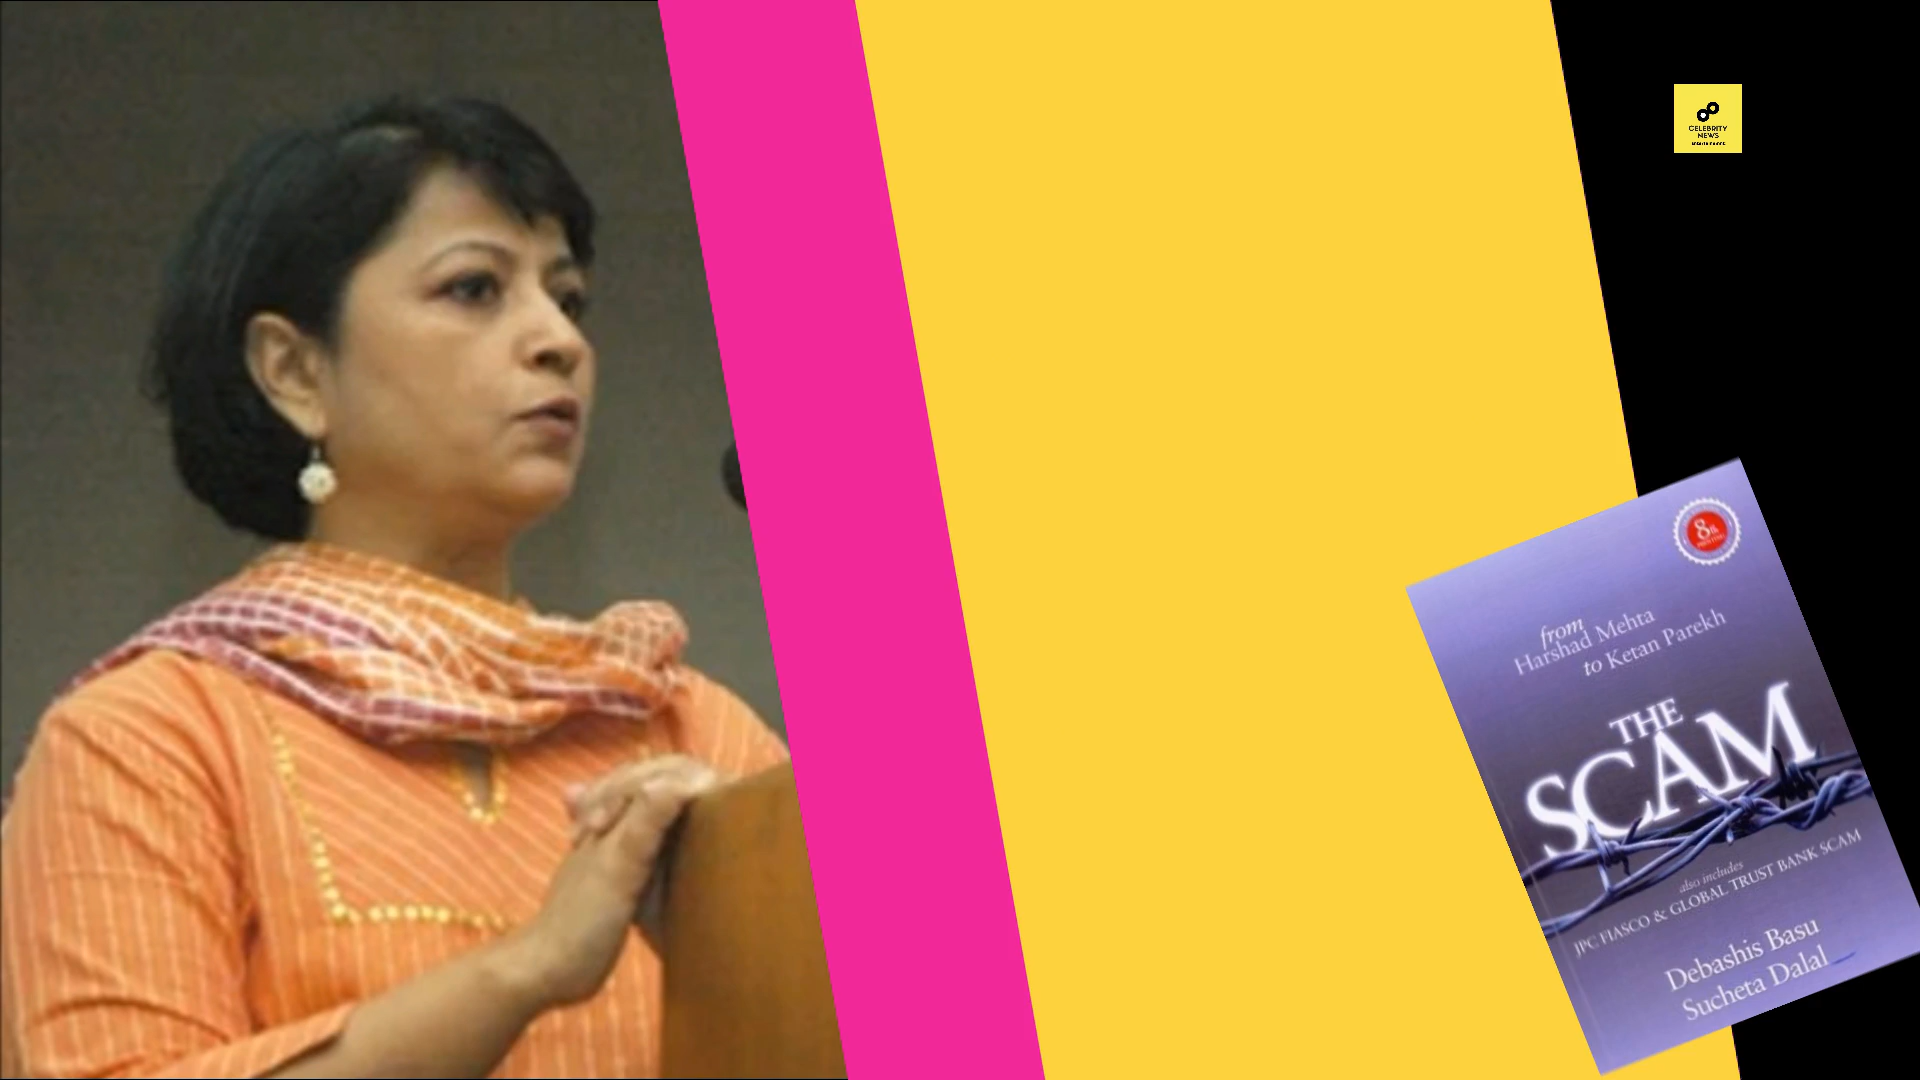 CELEBRITY
NEWS
8th
from
Harshad Mehta
to Ketan Parekh
THE
SCAM
also includes
JPC FIASCO & GLOBAL TRUST BANK SCAM
Debashis Basu
Sucheta Dalal